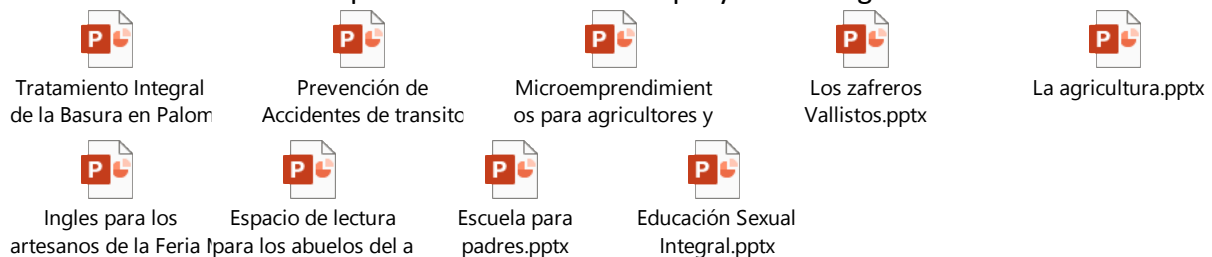 Tratamiento Integral
de la Basura en Palom
Prevención de
Accidentes de transito
Microemprendimient
os para agricultores y
Los zafreros
Vallistos.pptx
La agricultura.pptx
Ingles para los
artesanos de la Feria
Espacio de lectura
para los abuelos del a
Escuela para
padres.pptx
Educación Sexual
Integral.pptx